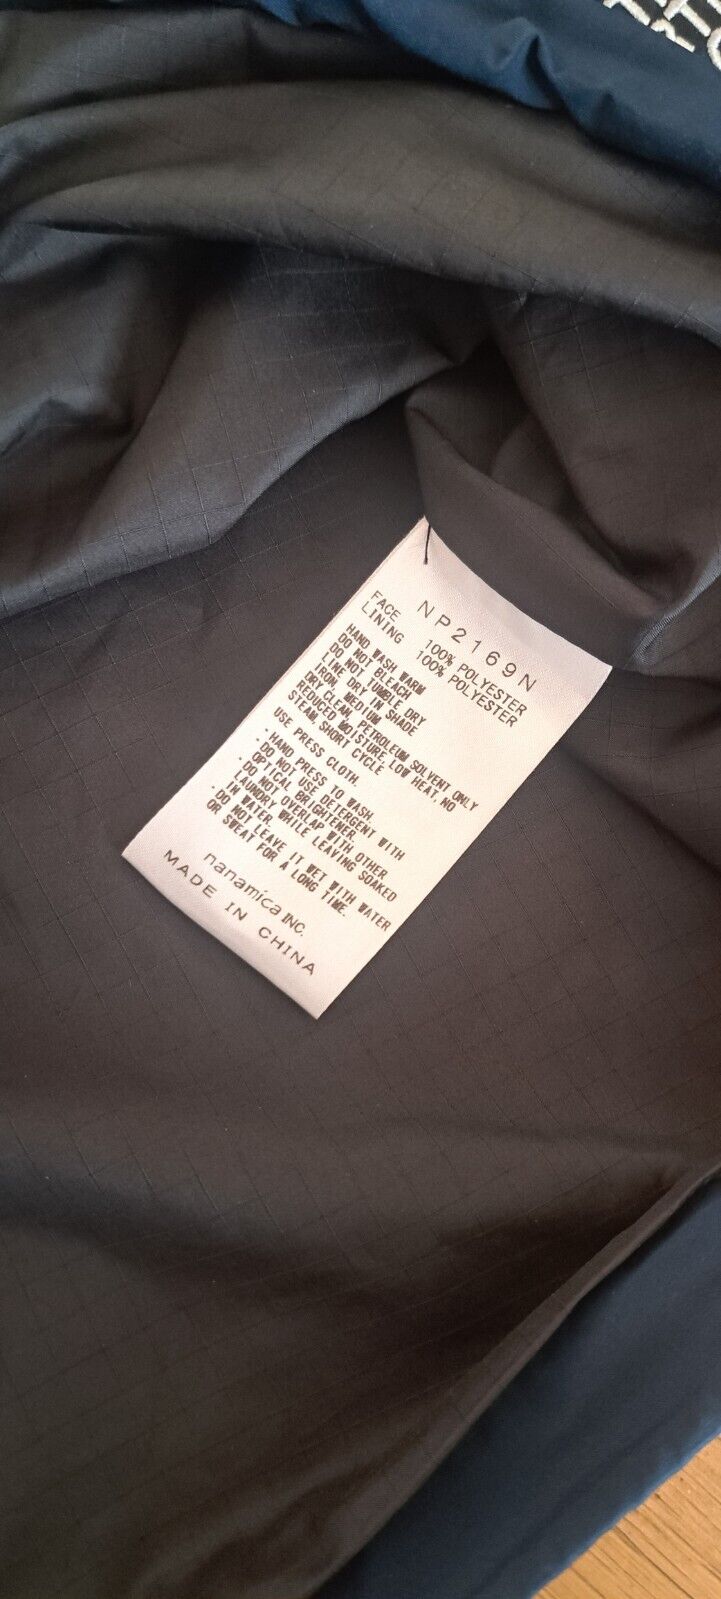 NP2169N
FACE 100% POLYESTER
LINING 100% POLYESTER
HAND WASH WARM
DO NOT BLEACH
DO NOT TUMBLE DRY
LINE DRY IN SHADE
IRON, MEDIUM
DRY CLEAN, PETROLEUM SOLVENT ONLY
REDUCED MOISTURE, LOW HEAT, NO
STEAM, SHORT CYCLE
USE PRESS CLOTH.
・HAND PRESS TO WASH.
・DO NOT USE DETERGENT WITH
OPTICAL BRIGHTENER.
・DO NOT OVERLAP WITH OTHER
LAUNDRY WHILE LEAVING SOAKED
IN WATER.
・DO NOT LEAVE IT WET WITH WATER
OR SWEAT FOR A LONG TIME.
nanamica INC.
MADE IN CHINA